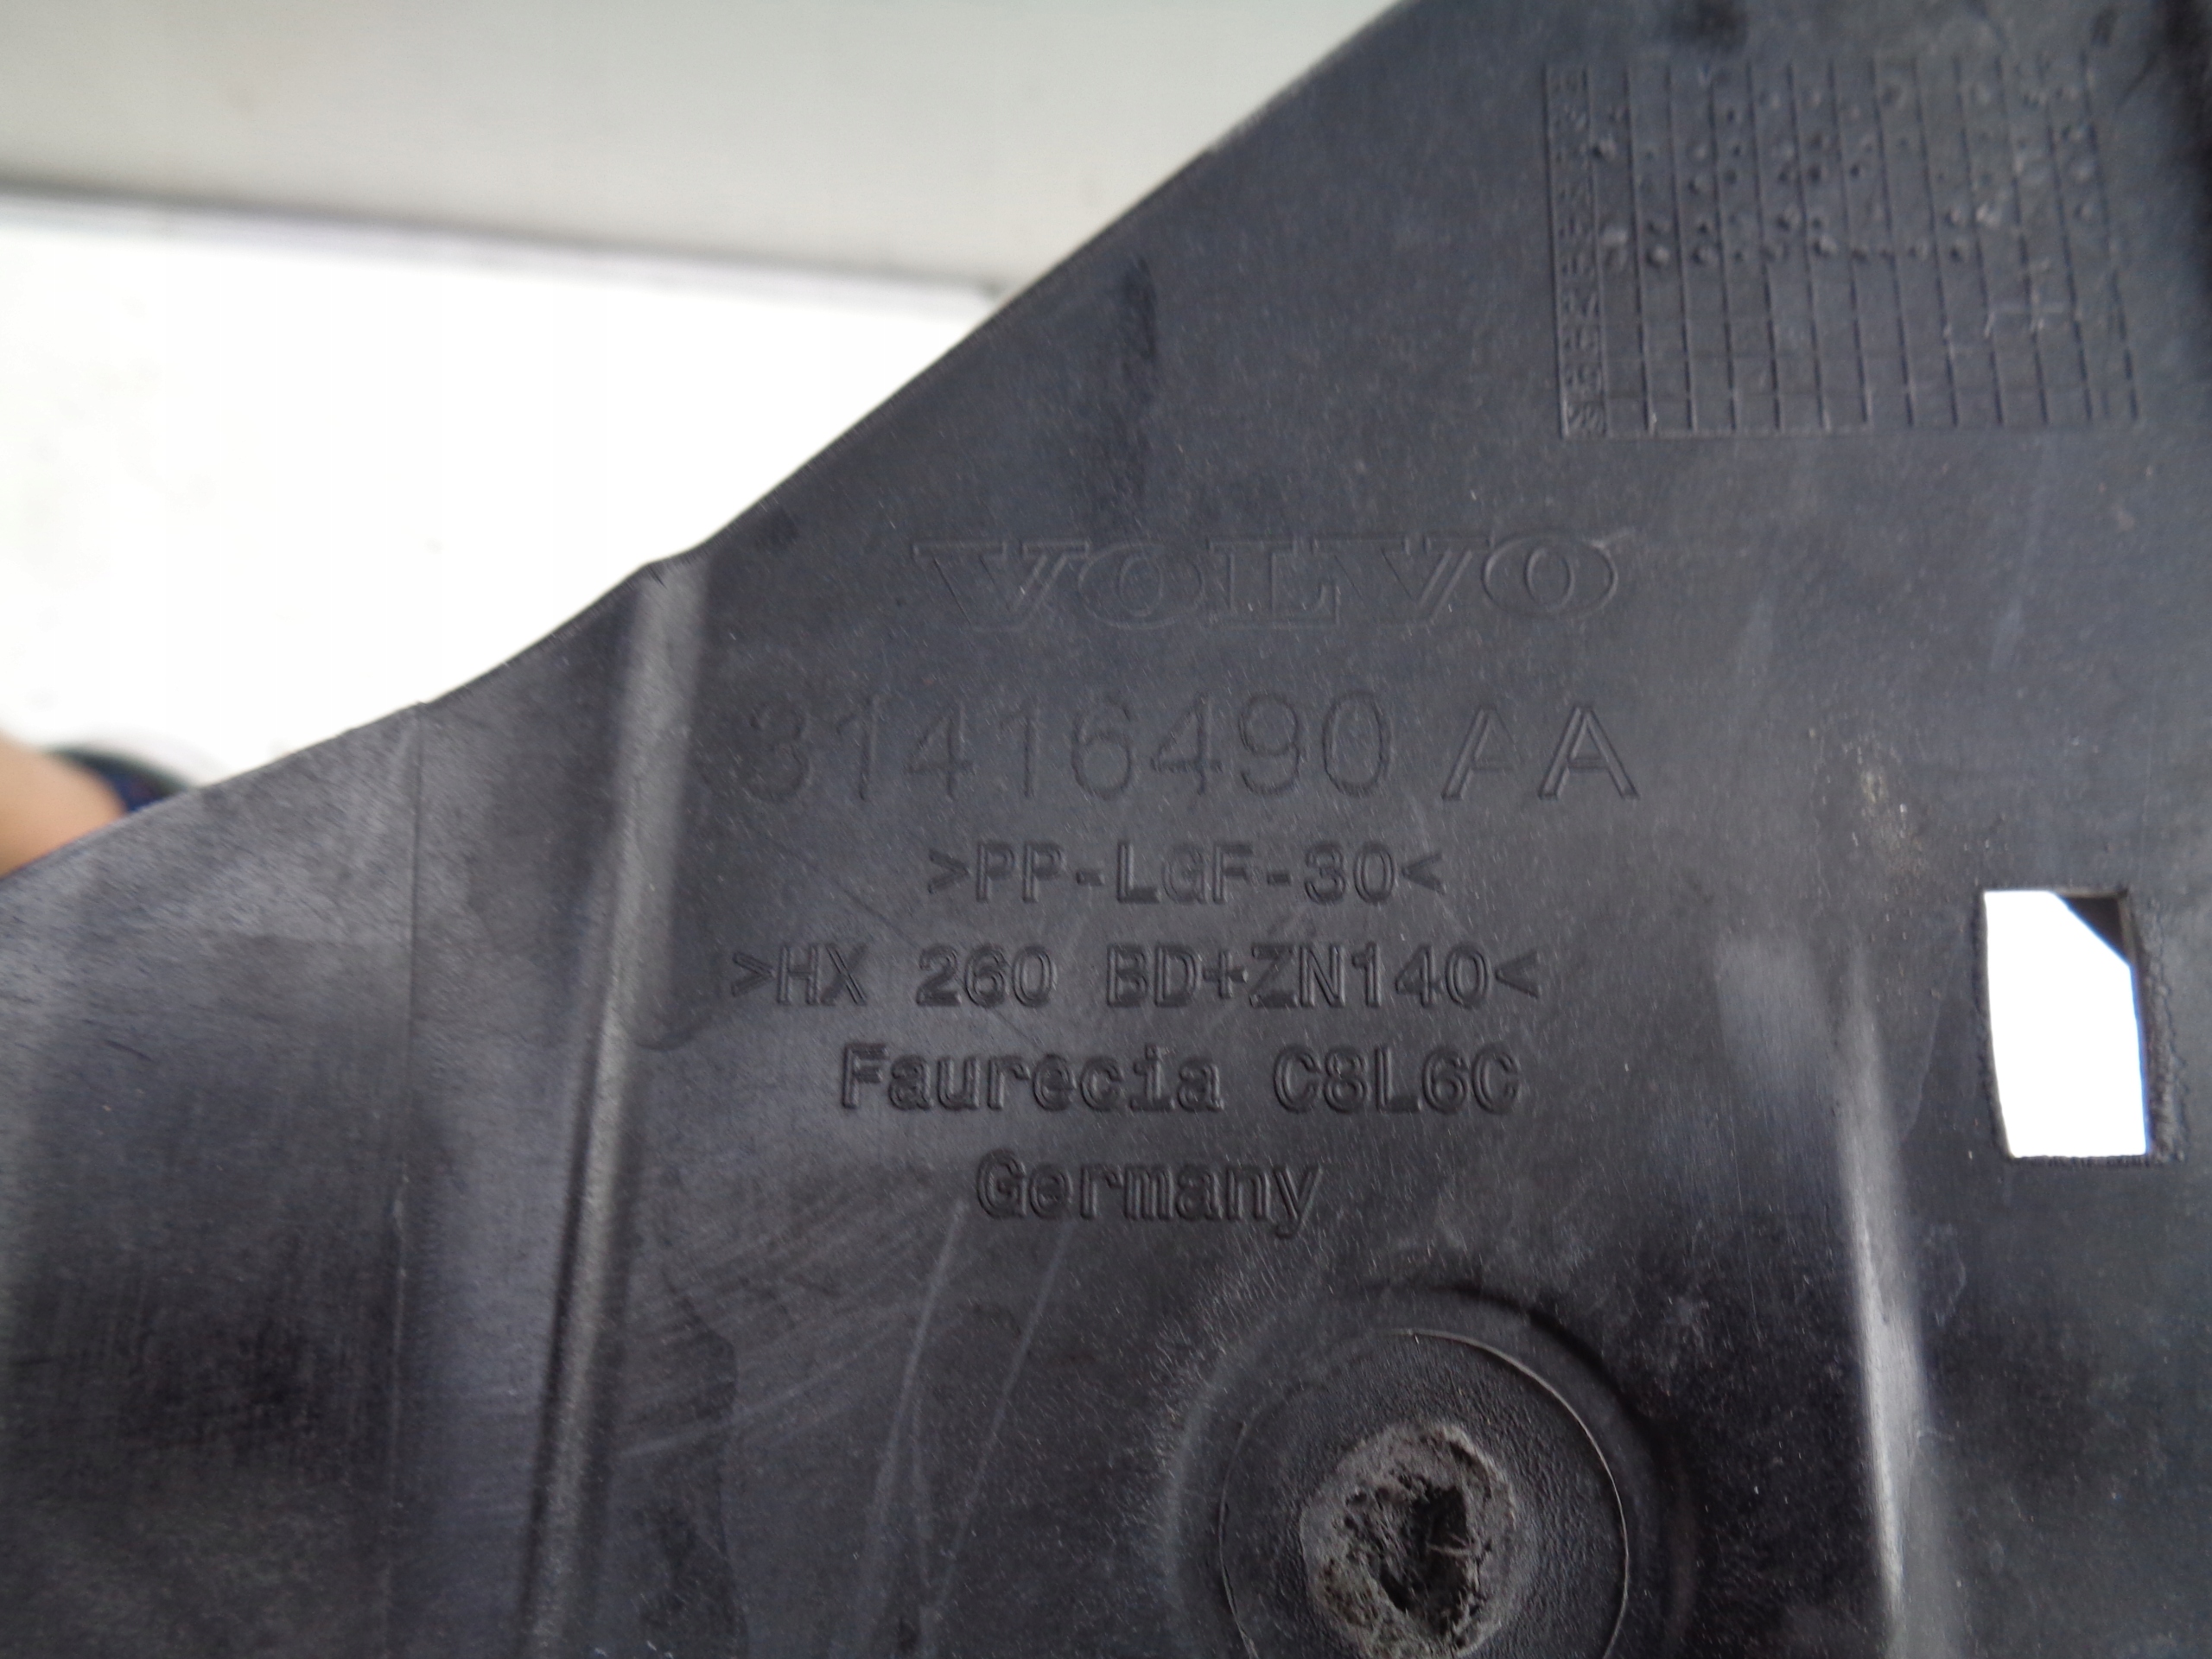 VOLVO
31416490 AA
>PP-LGF-30<
>HX 260 BD+ZN140<
Faurecia C8L6C
Germany